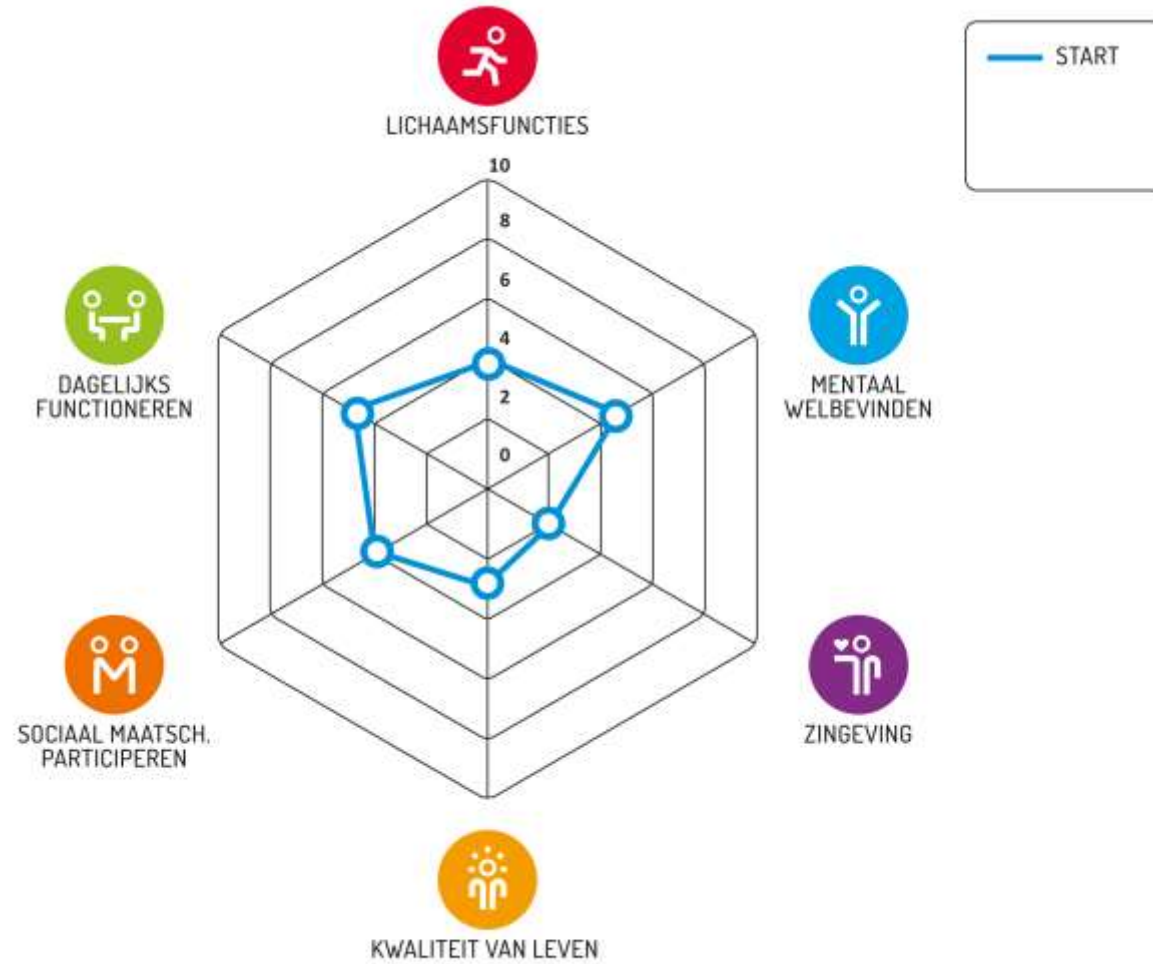 START
LICHAAMSFUNCTIES
10
8
6
4
2
0
MENTAAL
WELBEVINDEN
ZINGEVING
KWALITEIT VAN LEVEN
SOCIAAL MAATSCH.
PARTICIPEREN
DAGELIJKS
FUNCTIONEREN